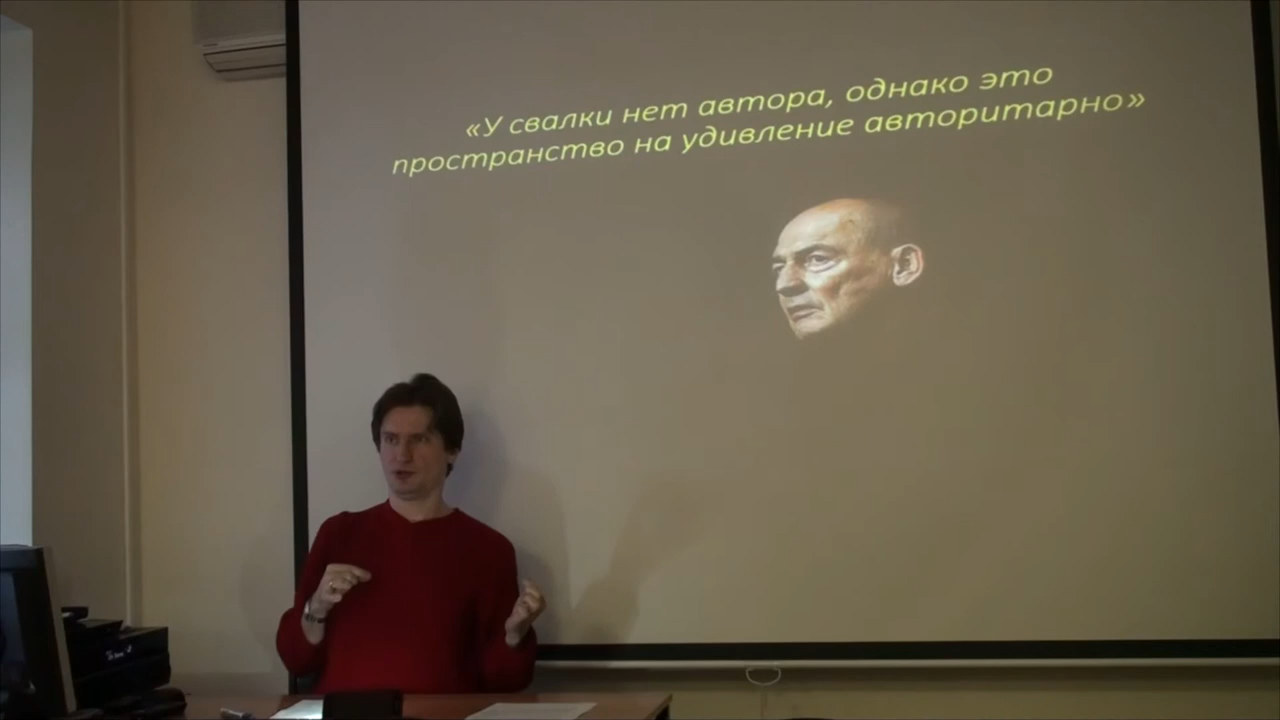 «У свалки нет автора, однако это
пространство на удивление авторитарно»